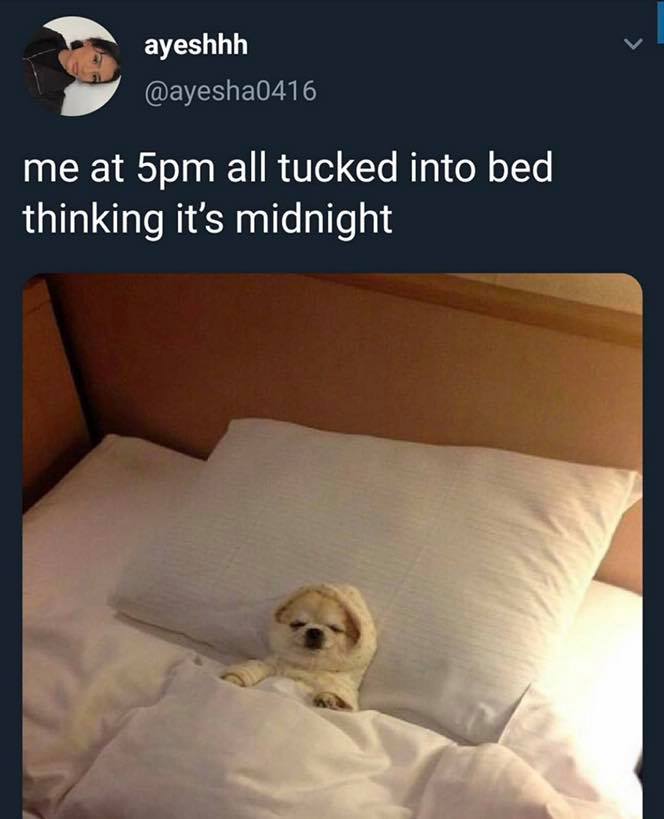 ayeshhh
@ayesha0416
me at 5pm all tucked into bed
thinking it's midnight